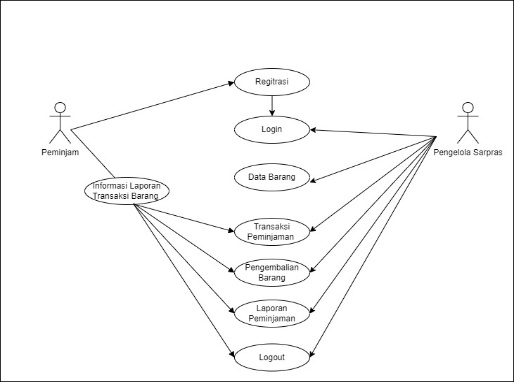 Regitrasi
Login
Peminjam
Pengelola Sarpras
Data Barang
Informasi Laporan
Transaksi Barang
Transaksi
Peminjaman
Pengembalian
Barang
Laporan
Peminjaman
Logout